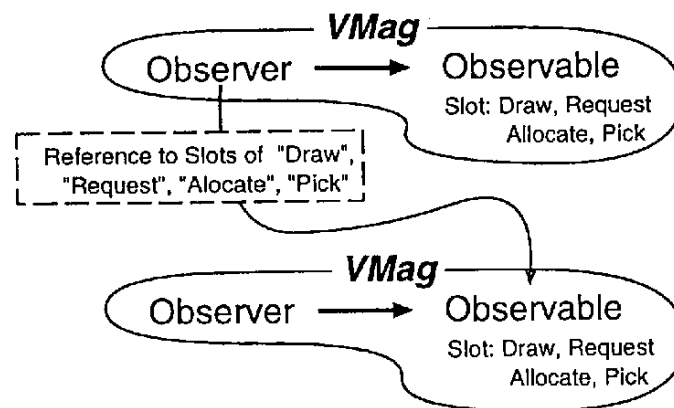 VMag
Observer
Observable
Slot: Draw, Request
Allocate, Pick
Reference to Slots of "Draw",
"Request", "Alocate", "Pick"
VMag
Observer
Observable
Slot: Draw, Request
Allocate, Pick